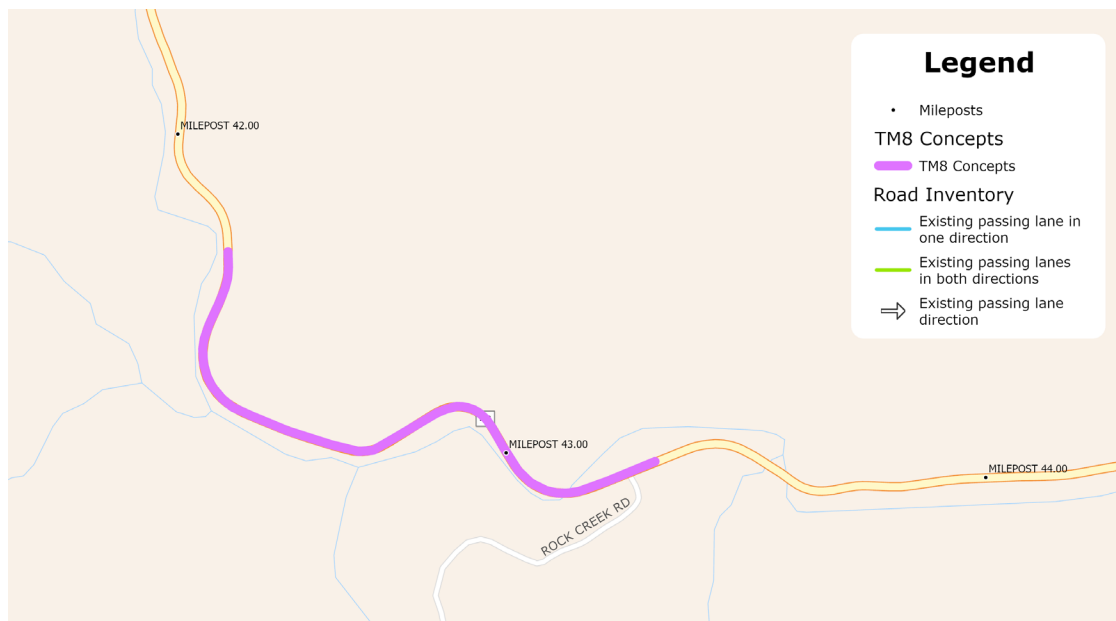 Legend
Mileposts
TM8 Concepts
TM8 Concepts
Road Inventory
Existing passing lane in
one direction
Existing passing lanes
in both directions
Existing passing lane
direction
MILEPOST 42.00
MILEPOST 43.00
MILEPOST 44.00
ROCK CREEK RD